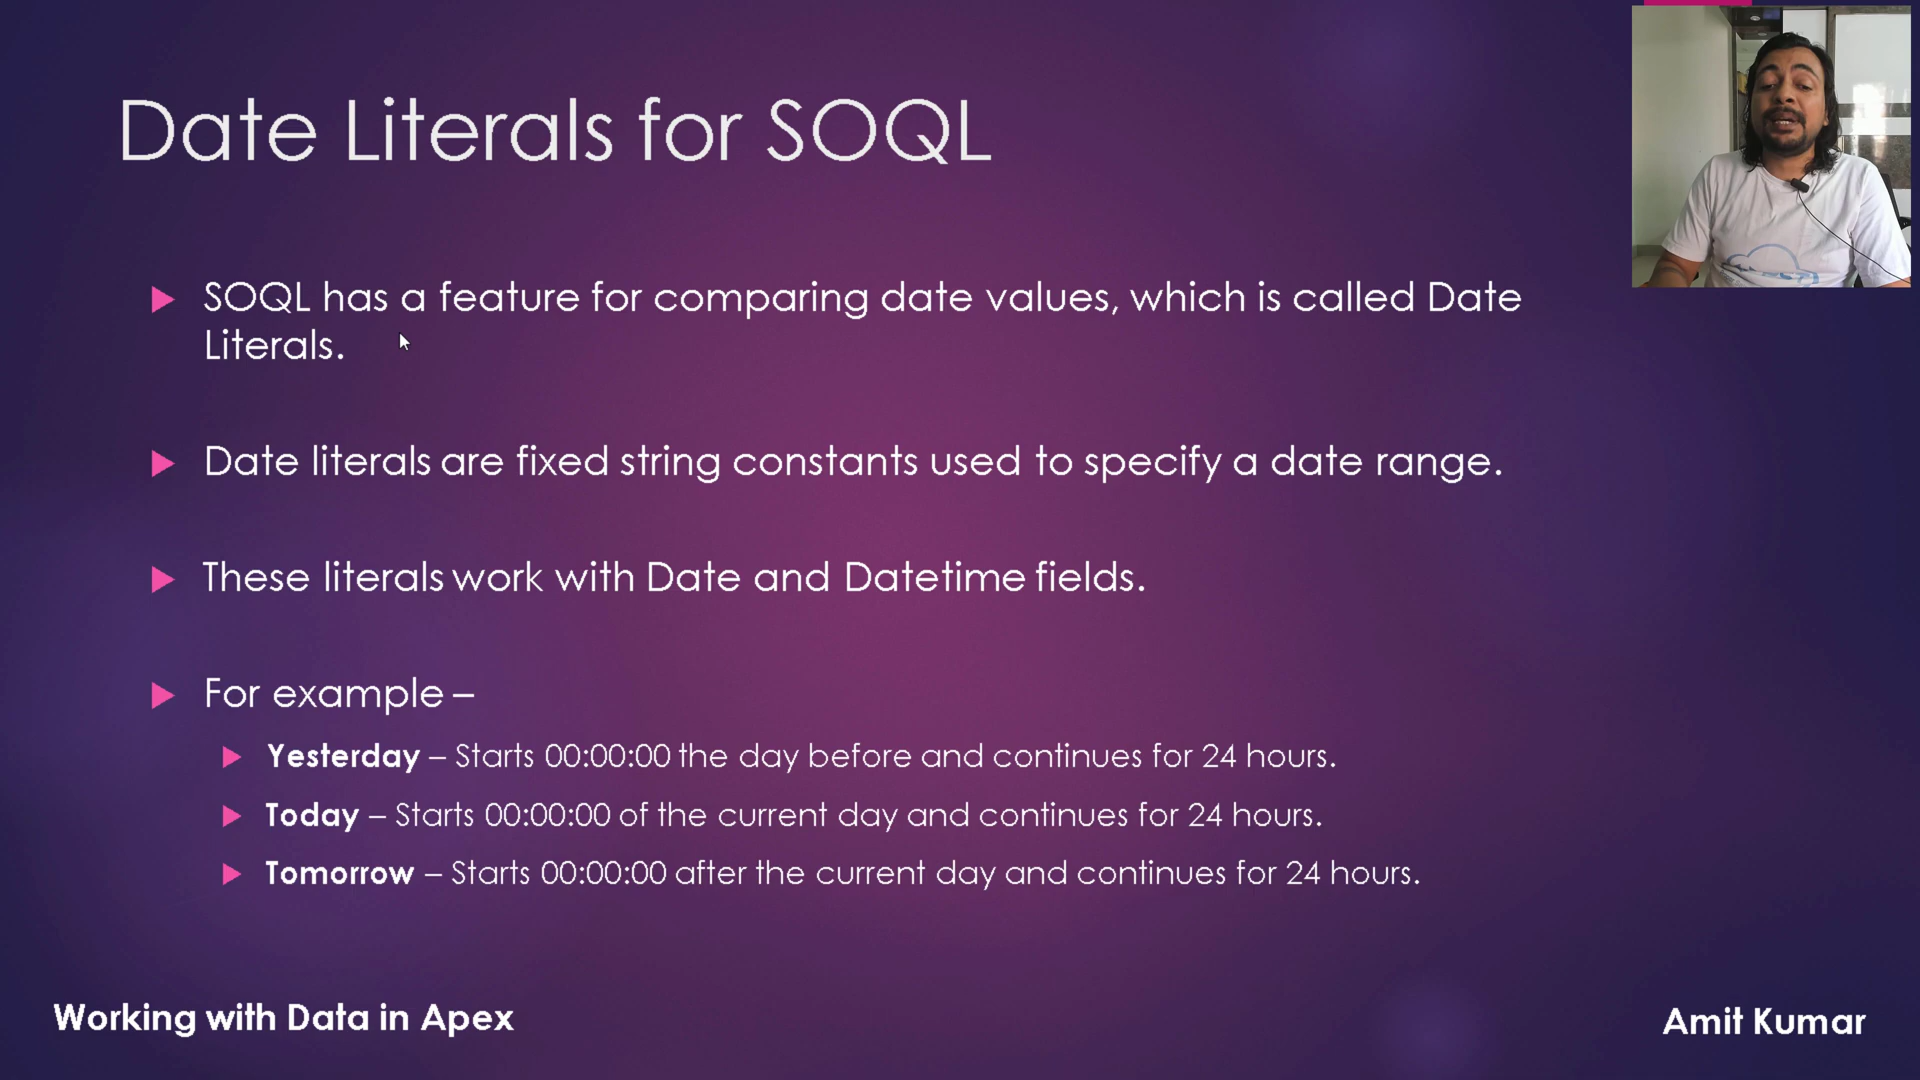 Date Literals for SOQL
SOQL has a feature for comparing date values, which is called Date
Literals.
Date literals are fixed string constants used to specify a date range.
These literals work with Date and Datetime fields.
For example –
Yesterday – Starts 00:00:00 the day before and continues for 24 hours.
Today – Starts 00:00:00 of the current day and continues for 24 hours.
Tomorrow – Starts 00:00:00 after the current day and continues for 24 hours.
Working with Data in Apex
Amit Kumar